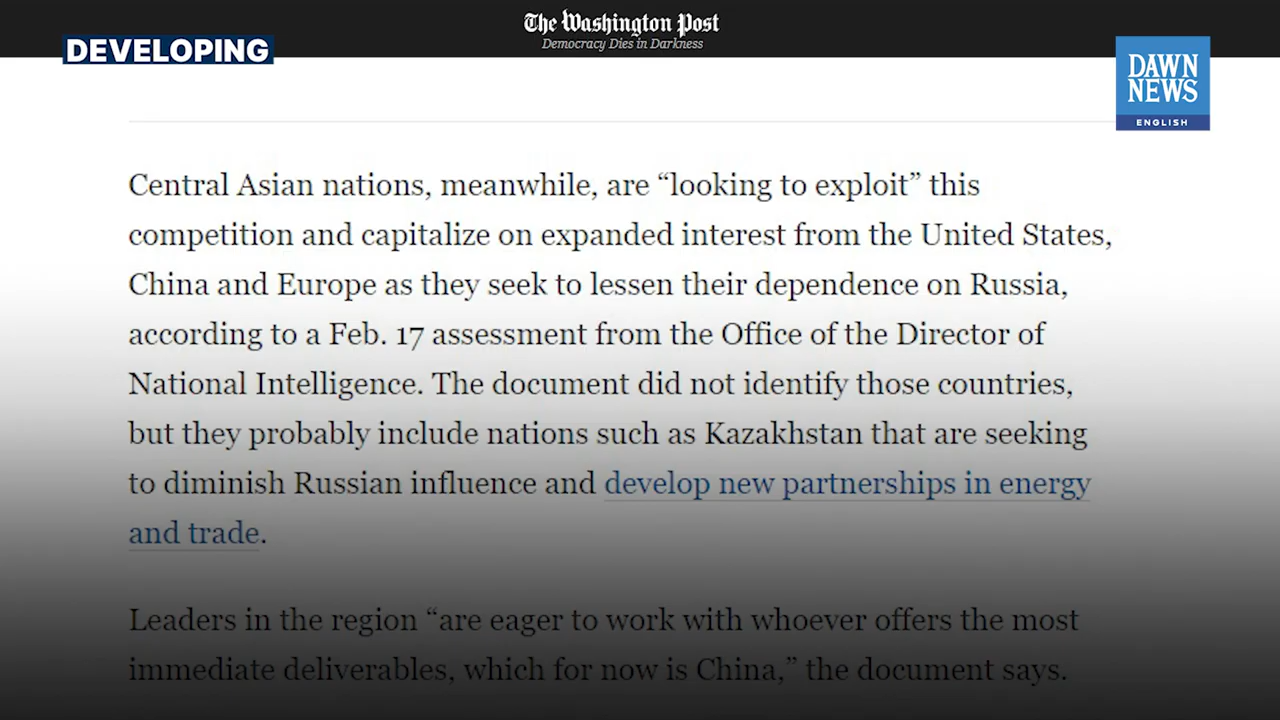 The Washington Post
Democracy Dies in Darkness
DEVELOPING
DAWN
NEWS
ENGLISH
Central Asian nations, meanwhile, are “looking to exploit” this
competition and capitalize on expanded interest from the United States,
China and Europe as they seek to lessen their dependence on Russia,
according to a Feb. 17 assessment from the Office of the Director of
National Intelligence. The document did not identify those countries,
but they probably include nations such as Kazakhstan that are seeking
to diminish Russian influence and develop new partnerships in energy
and trade.
Leaders in the region “are eager to work with whoever offers the most
immediate deliverables, which for now is China,” the document says.